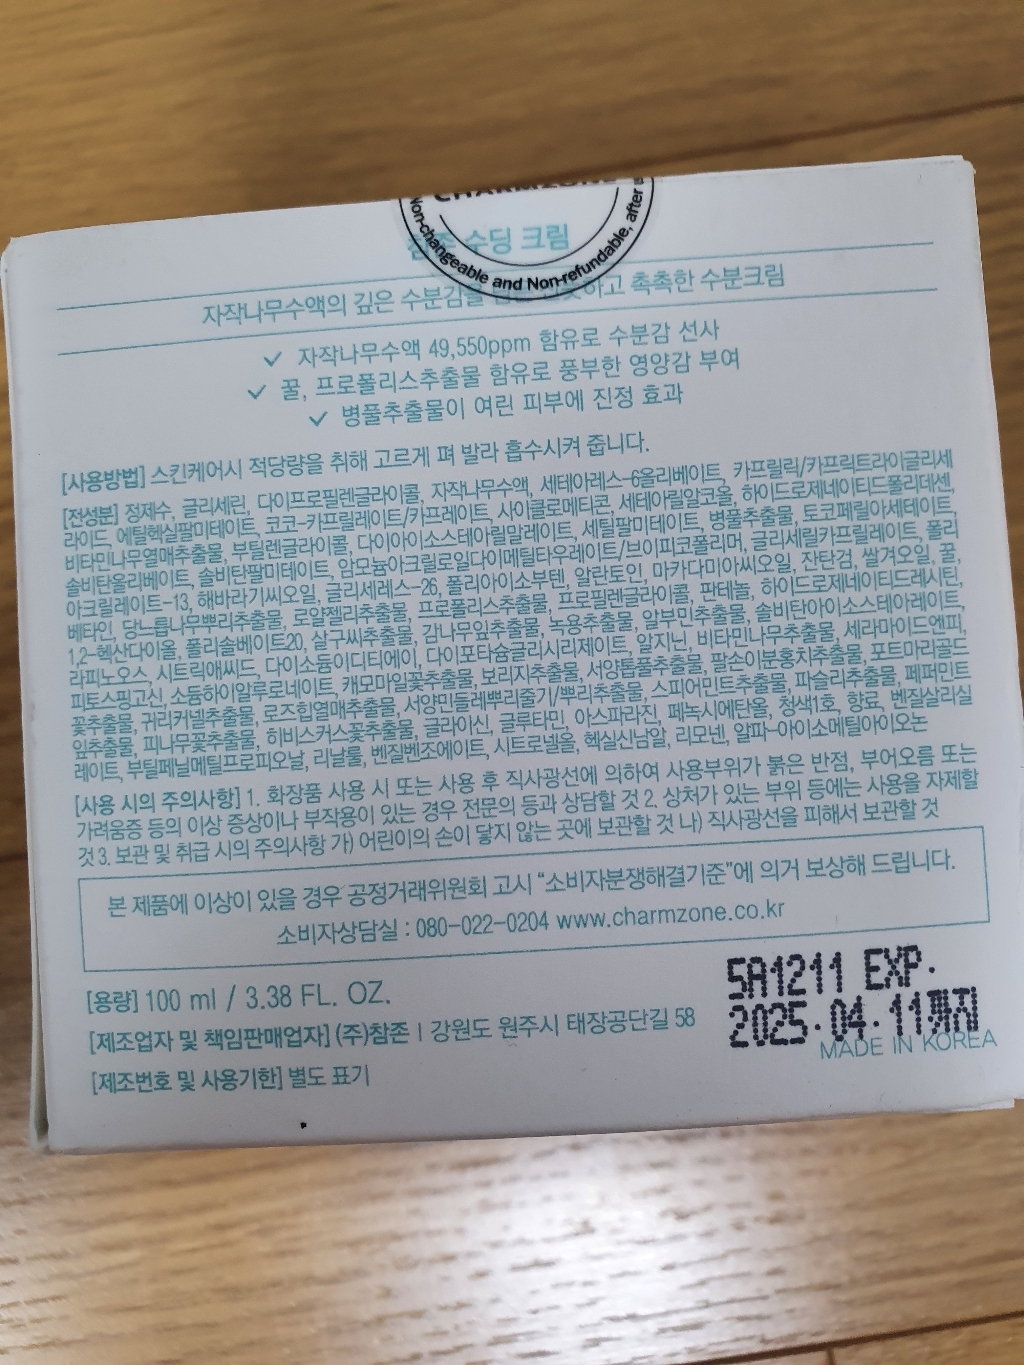 CHARMZONE
Non-changeable and Non-refundable, after
참존 수딩 크림
자작나무수액의 깊은 수분감을 하고 촉촉한 수분크림
✓ 자작나무수액 49,550ppm 함유로 수분감 선사
✓ 꿀, 프로폴리스추출물 함유로 풍부한 영양감 부여
✓ 병풀추출물이 여린 피부에 진정 효과
[사용방법] 스킨케어시 적당량을 취해 고르게 펴 발라 흡수시켜 줍니다.
[전성분] 정제수, 글리세린, 다이프로필렌글라이콜, 자작나무수액, 세테아레스-6올리베이트, 카프릴릭/카프릭트라이글리세
라이드, 에틸헥실팔미테이트, 코코-카프릴레이트/카프레이트, 사이클로메티콘, 세테아릴알코올, 하이드로제네이티드폴리데센,
비타민나무열매추출물, 부틸렌글라이콜, 다이아이소스테아릴말레이트, 세틸팔미테이트, 병풀추출물, 토코페릴아세테이트,
솔비탄올리베이트, 솔비탄팔미테이트, 암모늄아크릴로일다이메틸타우레이트/브이피코폴리머, 글리세릴카프릴레이트, 폴리
아크릴레이트-13, 해바라기씨오일, 글리세레스-26, 폴리아이소부텐, 알란토인, 마카다미아씨오일, 잔탄검, 쌀겨오일, 꿀,
베타인, 당느릅나무뿌리추출물, 로얄젤리추출물, 프로폴리스추출물, 프로필렌글라이콜, 판테놀, 하이드로제네이티드레시틴,
1,2-헥산다이올, 폴리솔베이트20, 살구씨추출물, 감나무잎추출물, 녹용추출물, 알부민추출물, 솔비탄아이소스테아레이트,
라피노오스, 시트릭애씨드, 다이소듐이디티에이, 다이포타슘글리시리제이트, 알지닌, 비타민나무추출물, 세라마이드엔피,
피토스핑고신, 소듐하이알루로네이트, 캐모마일꽃추출물, 보리지추출물, 서양톱풀추출물, 팔손이분홍치추출물, 포트마리골드
꽃추출물, 귀리커넬추출물, 로즈힙열매추출물, 서양민들레뿌리줄기/뿌리추출물, 스피어민트추출물, 파슬리추출물, 페퍼민트
잎추출물, 피나무꽃추출물, 히비스커스꽃추출물, 글라이신, 글루타민, 아스파라진, 페녹시에탄올, 청색1호, 향료, 벤질살리실
레이트, 부틸페닐메틸프로피오날, 리날룰, 벤질벤조에이트, 시트로넬올, 헥실신남알, 리모넨, 알파-아이소메틸아이오논
[사용 시의 주의사항] 1. 화장품 사용 시 또는 사용 후 직사광선에 의하여 사용부위가 붉은 반점, 부어오름 또는
가려움증 등의 이상 증상이나 부작용이 있는 경우 전문의 등과 상담할 것 2. 상처가 있는 부위 등에는 사용을 자제할
것 3. 보관 및 취급 시의 주의사항 가) 어린이의 손이 닿지 않는 곳에 보관할 것 나) 직사광선을 피해서 보관할 것
본 제품에 이상이 있을 경우 공정거래위원회 고시 “소비자분쟁해결기준”에 의거 보상해 드립니다.
소비자상담실 : 080-022-0204 www.charmzone.co.kr
[용량] 100 ml / 3.38 FL. OZ.
[제조업자 및 책임판매업자] (주)참존 | 강원도 원주시 태장공단길 58
[제조번호 및 사용기한] 별도 표기
5A1211 EXP.
2025.04.11까지
MADE IN KOREA